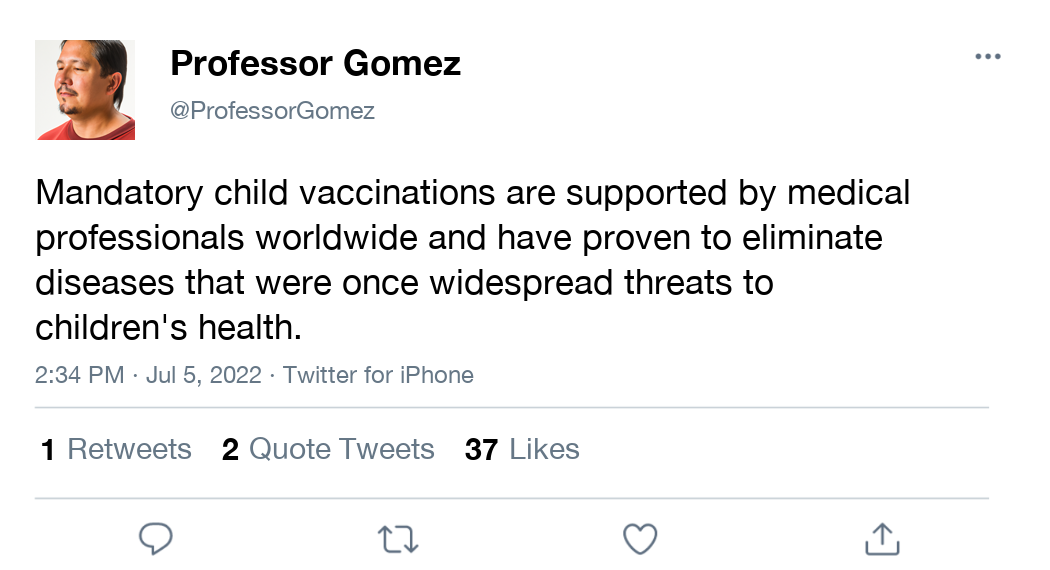 Professor Gomez
@ProfessorGomez
Mandatory child vaccinations are supported by medical
professionals worldwide and have proven to eliminate
diseases that were once widespread threats to
children's health.
2:34 PM · Jul 5, 2022 · Twitter for iPhone
1 Retweets 2 Quote Tweets 37 Likes